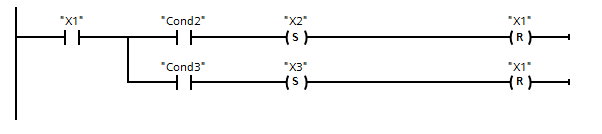 "X1" "Cond2" "X2" "X1"
S R
"Cond3" "X3" "X1"
S R